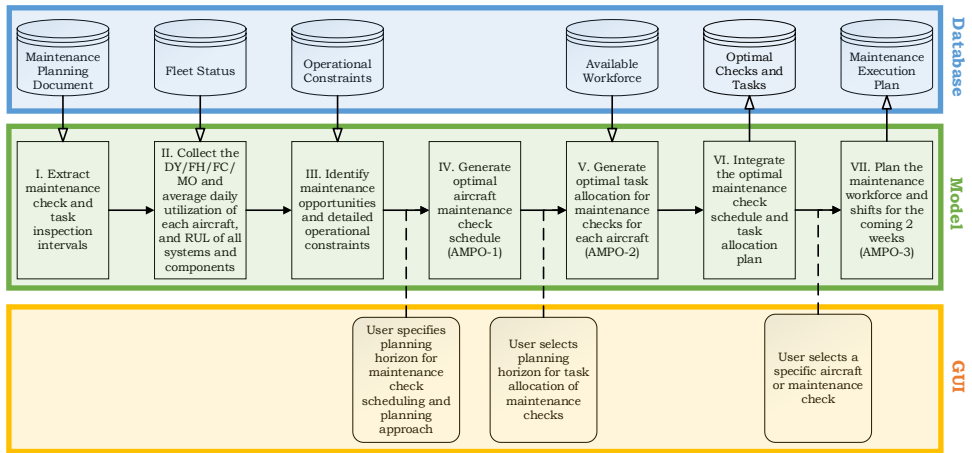 Maintenance
Planning
Document
Fleet Status
Operational
Constraints
Available
Workforce
Optimal
Checks and
Tasks
Maintenance
Execution
Plan
Database
I. Extract
maintenance
check and
task
inspection
intervals
II. Collect the
DY/FH/FC/
MO and
average daily
utilization of
each aircraft,
and RUL of all
systems and
components
III. Identify
maintenance
opportunities
and detailed
operational
constraints
IV. Generate
optimal
aircraft
maintenance
check
schedule
(AMPO-1)
V. Generate
optimal task
allocation for
maintenance
checks for
each aircraft
(AMPO-2)
VI. Integrate
the optimal
maintenance
check
schedule and
task
allocation
plan
VII. Plan the
maintenance
workforce and
shifts for the
coming 2
weeks
(AMPO-3)
Model
User specifies
planning
horizon for
maintenance
check
scheduling and
planning
approach
User selects
planning
horizon for task
allocation of
maintenance
checks
User selects a
specific aircraft
or maintenance
check
GUI